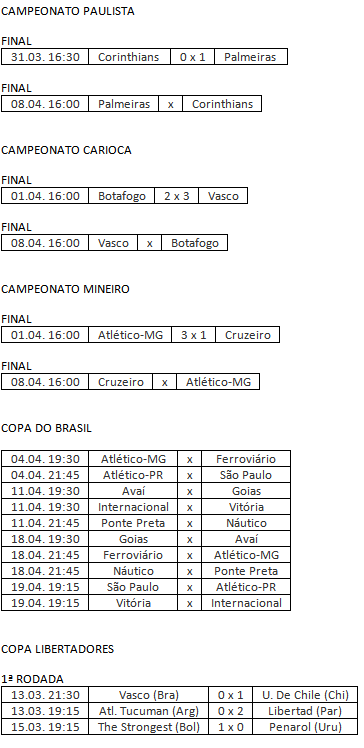 CAMPEONATO PAULISTA
FINAL
31.03. 16:30 Corinthians 0 x 1 Palmeiras
FINAL
08.04. 16:00 Palmeiras x Corinthians
CAMPEONATO CARIOCA
FINAL
01.04. 16:00 Botafogo 2 x 3 Vasco
FINAL
08.04. 16:00 Vasco x Botafogo
CAMPEONATO MINEIRO
FINAL
01.04. 16:00 Atlético-MG 3 x 1 Cruzeiro
FINAL
08.04. 16:00 Cruzeiro x Atlético-MG
COPA DO BRASIL
04.04. 19:30 Atlético-MG x Ferroviário
04.04. 21:45 Atlético-PR x São Paulo
11.04. 19:30 Avaí x Goias
11.04. 19:30 Internacional x Vitória
11.04. 21:45 Ponte Preta x Náutico
18.04. 19:30 Goias x Avaí
18.04. 21:45 Ferroviário x Atlético-MG
18.04. 21:45 Náutico x Ponte Preta
19.04. 19:15 São Paulo x Atlético-PR
19.04. 19:15 Vitória x Internacional
COPA LIBERTADORES
1ª RODADA
13.03. 21:30 Vasco (Bra) 0 x 1 U. De Chile (Chi)
13.03. 19:15 Atl. Tucuman (Arg) 0 x 2 Libertad (Par)
15.03. 19:15 The Strongest (Bol) 1 x 0 Penarol (Uru)